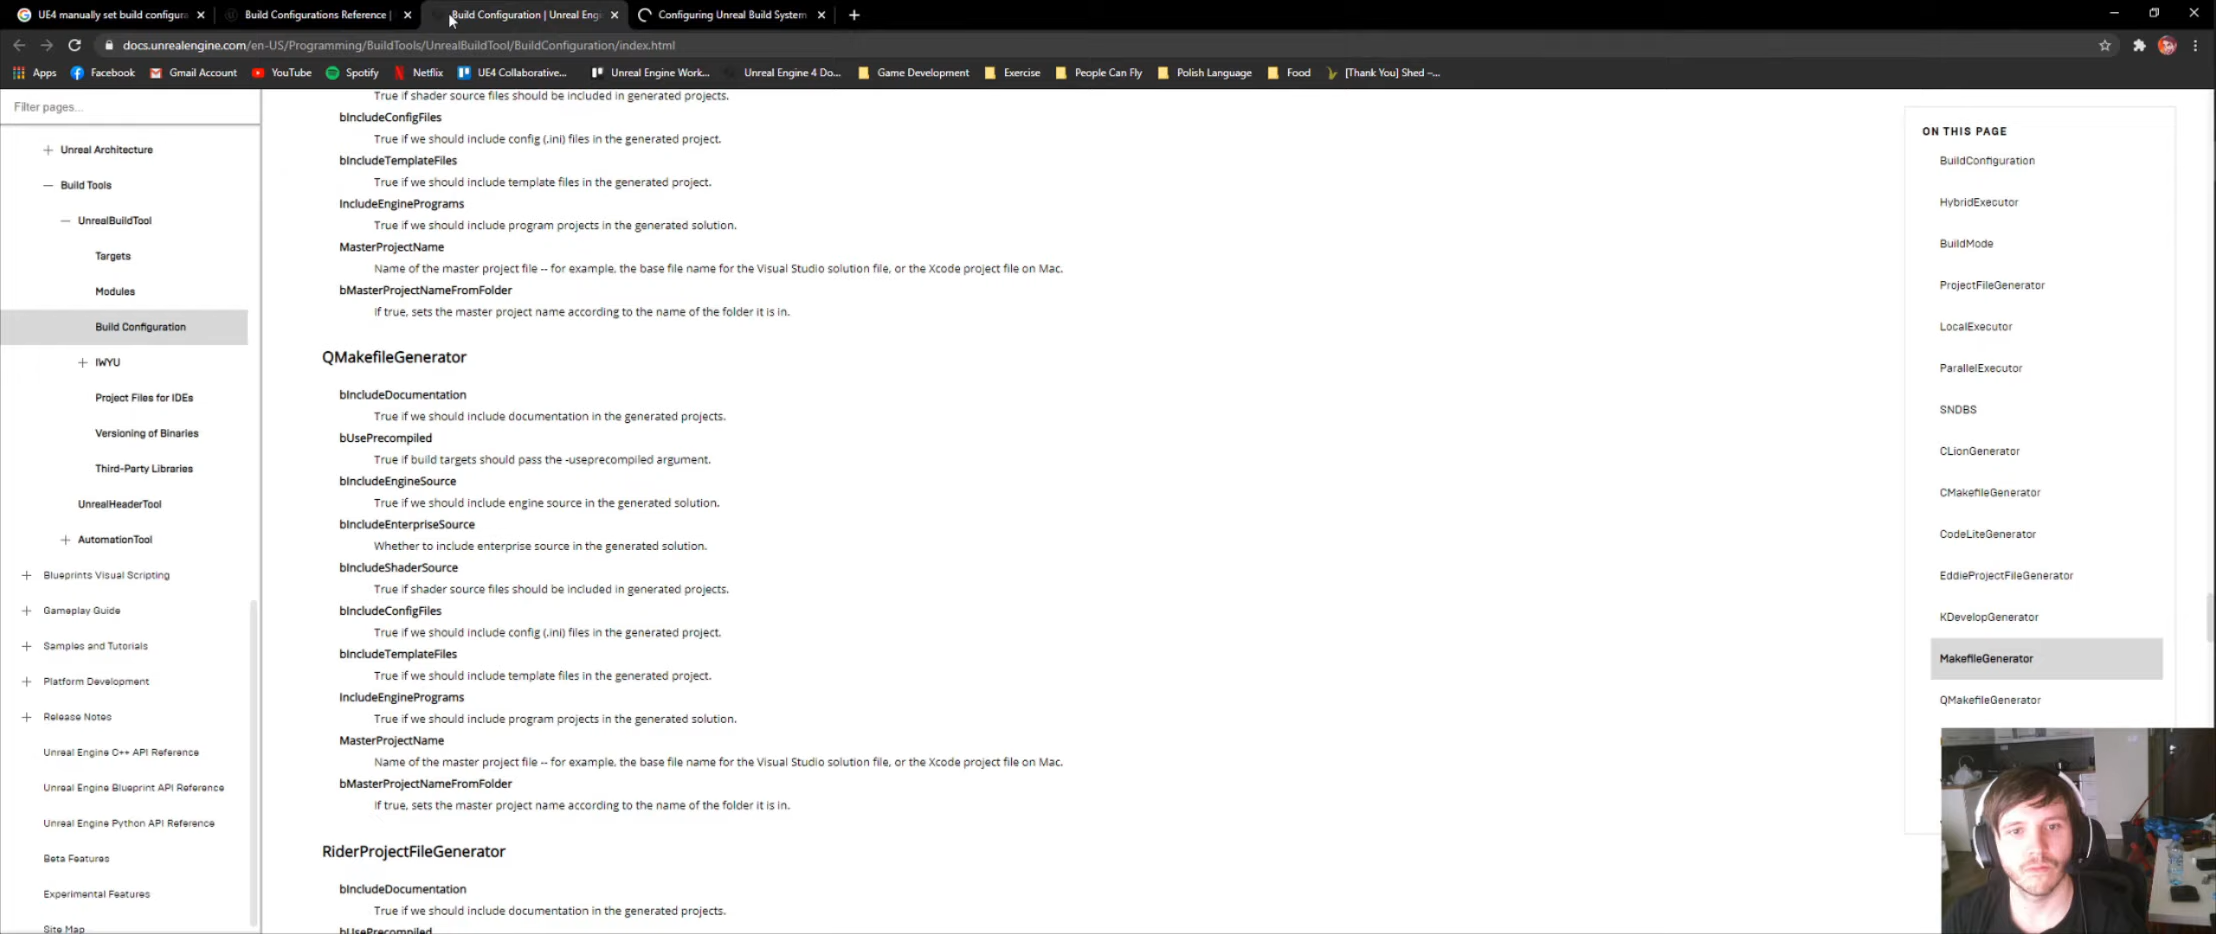 UE4 manually set build configura
Build Configurations Reference |
Build Configuration | Unreal Eng
Configuring Unreal Build System
docs.unrealengine.com/en-US/Programming/BuildTools/UnrealBuildTool/BuildConfiguration/index.html
Apps
Facebook
Gmail Account
YouTube
Spotify
Netflix
UE4 Collaborative...
Unreal Engine Work...
Unreal Engine 4 Do...
Game Development
Exercise
People Can Fly
Polish Language
Food
[Thank You] Shed –...
Filter pages...
Unreal Architecture
Build Tools
UnrealBuildTool
Targets
Modules
Build Configuration
IWYU
Project Files for IDEs
Versioning of Binaries
Third-Party Libraries
UnrealHeaderTool
AutomationTool
Blueprints Visual Scripting
Gameplay Guide
Samples and Tutorials
Platform Development
Release Notes
Unreal Engine C++ API Reference
Unreal Engine Blueprint API Reference
Unreal Engine Python API Reference
Beta Features
Experimental Features
Site Map
True if shader source files should be included in generated projects.
bIncludeConfigFiles
True if we should include config (.ini) files in the generated project.
bIncludeTemplateFiles
True if we should include template files in the generated project.
IncludeEnginePrograms
True if we should include program projects in the generated solution.
MasterProjectName
Name of the master project file -- for example, the base file name for the Visual Studio solution file, or the Xcode project file on Mac.
bMasterProjectNameFromFolder
If true, sets the master project name according to the name of the folder it is in.
QMakefileGenerator
bIncludeDocumentation
True if we should include documentation in the generated projects.
bUsePrecompiled
True if build targets should pass the -useprecompiled argument.
bIncludeEngineSource
True if we should include engine source in the generated solution.
bIncludeEnterpriseSource
Whether to include enterprise source in the generated solution.
bIncludeShaderSource
True if shader source files should be included in generated projects.
bIncludeConfigFiles
True if we should include config (.ini) files in the generated project.
bIncludeTemplateFiles
True if we should include template files in the generated project.
IncludeEnginePrograms
True if we should include program projects in the generated solution.
MasterProjectName
Name of the master project file -- for example, the base file name for the Visual Studio solution file, or the Xcode project file on Mac.
bMasterProjectNameFromFolder
If true, sets the master project name according to the name of the folder it is in.
RiderProjectFileGenerator
bIncludeDocumentation
True if we should include documentation in the generated projects.
bUsePrecompiled
ON THIS PAGE
BuildConfiguration
HybridExecutor
BuildMode
ProjectFileGenerator
LocalExecutor
ParallelExecutor
SNDBS
CLionGenerator
CMakefileGenerator
CodeLiteGenerator
EddieProjectFileGenerator
KDevelopGenerator
MakefileGenerator
QMakefileGenerator